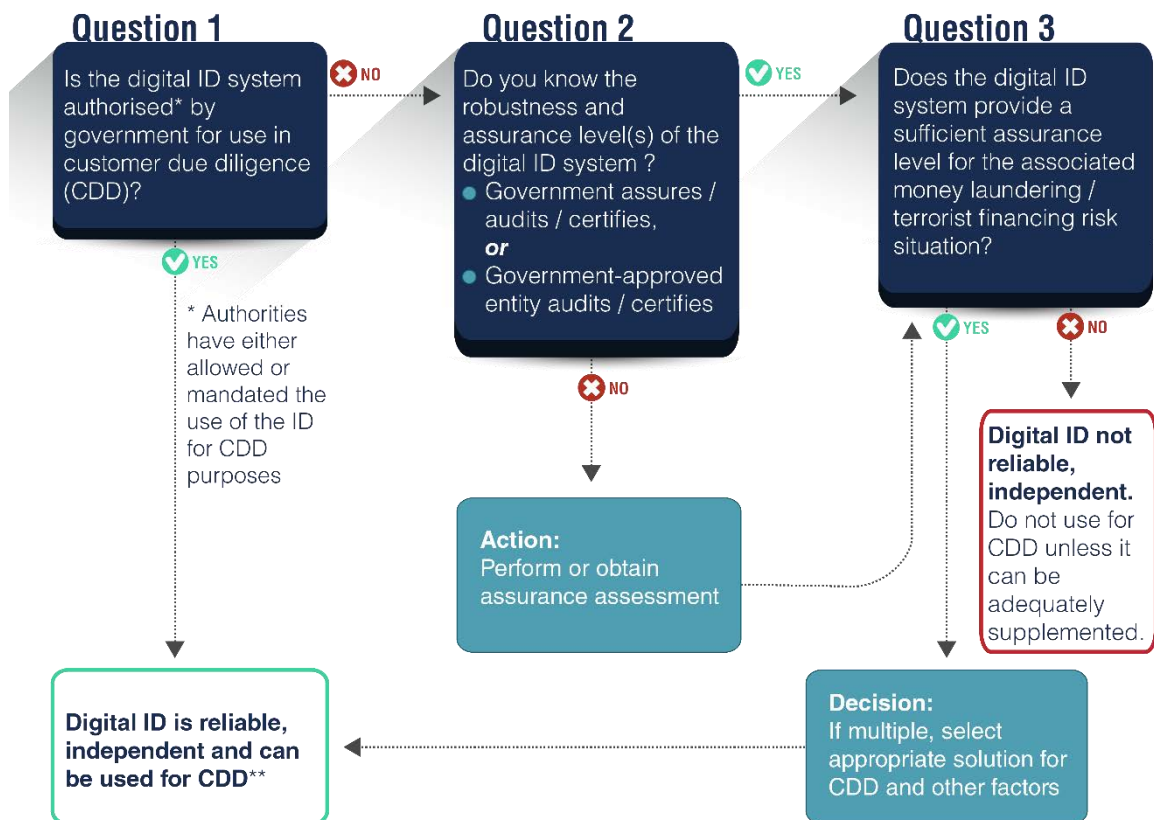 Question 1
Is the digital ID system
authorised* by
government for use in
customer due diligence
(CDD)?
NO
YES
* Authorities
have either
allowed or
mandated the
use of the ID
for CDD
purposes
Question 2
Do you know the
robustness and
assurance level(s) of the
digital ID system ?
Government assures /
audits / certifies,
or
Government-approved
entity audits / certifies
YES
NO
Action:
Perform or obtain
assurance assessment
Question 3
Does the digital ID
system provide a
sufficient assurance
level for the associated
money laundering /
terrorist financing risk
situation?
YES
NO
Digital ID not
reliable,
independent.
Do not use for
CDD unless it
can be
adequately
supplemented.
Decision:
If multiple, select
appropriate solution for
CDD and other factors
Digital ID is reliable,
independent and can
be used for CDD**